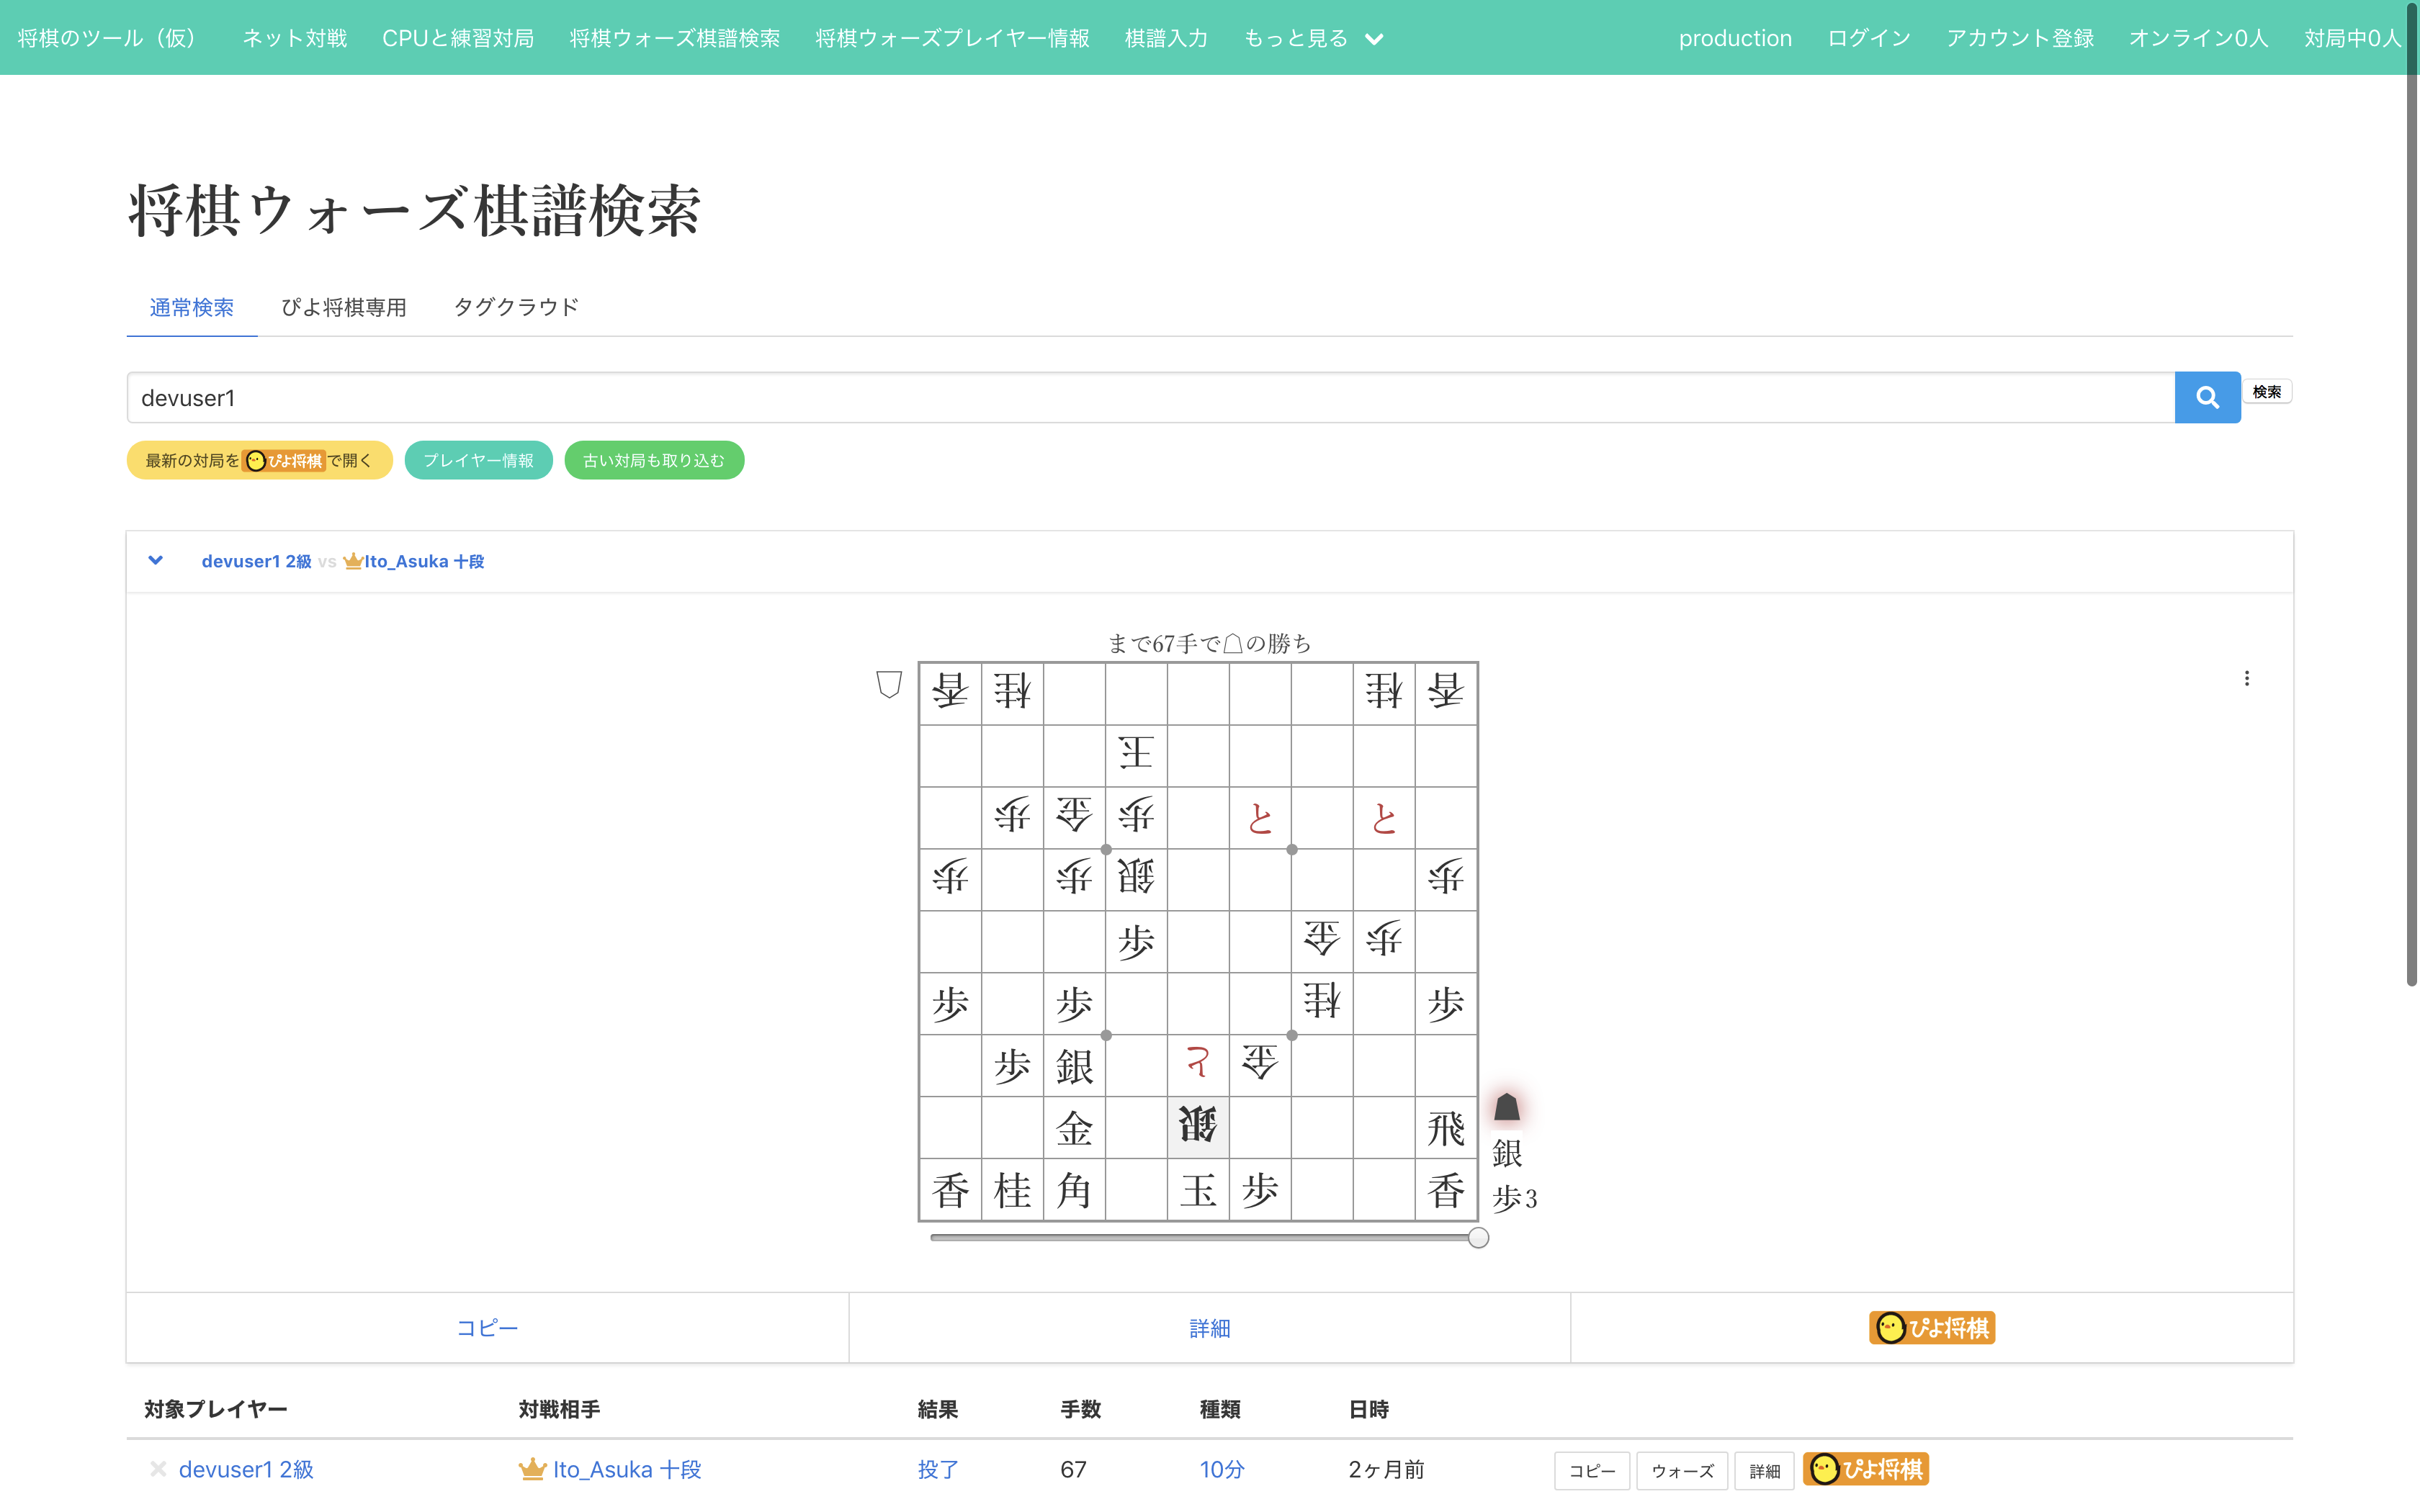 将棋のツール（仮） ネット対戦 CPUと練習対局 将棋ウォーズ棋譜検索 将棋ウォーズプレイヤー情報 棋譜入力 もっと見る production ログイン アカウント登録 オンライン0人 対局中0人
将棋ウォーズ棋譜検索
通常検索 ぴよ将棋専用 タグクラウド
devuser1 検索
最新の対局をぴよ将棋で開く プレイヤー情報 古い対局も取り込む
devuser1 2級 vs Ito_Asuka 十段
まで67手で☖の勝ち
香 桂 桂 香
王
歩 金 歩 と と
歩 歩 銀 歩
歩 金 歩
歩 歩 桂 歩
歩 銀 と 金
金 銀 飛
銀
香 桂 角 玉 歩 香
歩3
コピー 詳細 ぴよ将棋
対象プレイヤー 対戦相手 結果 手数 種類 日時
devuser1 2級 Ito_Asuka 十段 投了 67 10分 2ヶ月前 コピー ウォーズ 詳細 ぴよ将棋